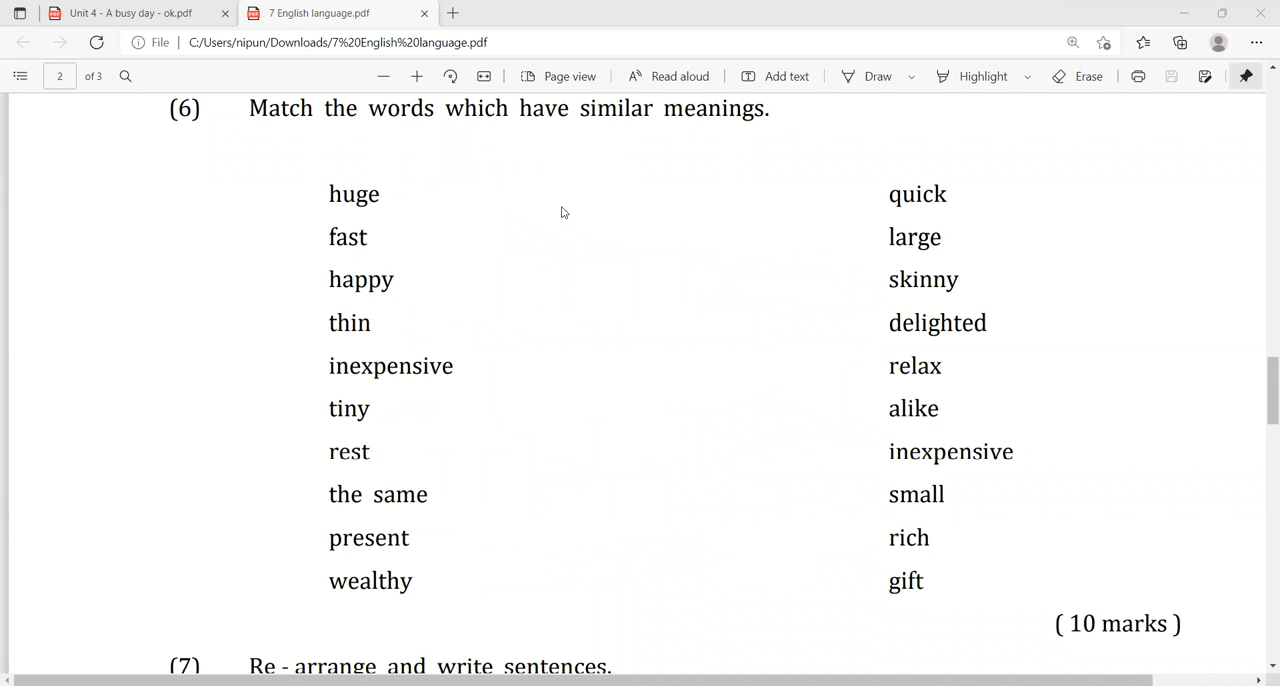 Unit 4 - A busy day - ok.pdf
7 English language.pdf
File | C:/Users/nipun/Downloads/7%20English%20language.pdf
2 of 3
Page view
Read aloud
Add text
Draw
Highlight
Erase
(6) Match the words which have similar meanings.
huge quick
fast large
happy skinny
thin delighted
inexpensive relax
tiny alike
rest inexpensive
the same small
present rich
wealthy gift
( 10 marks )
(7) Re - arrange and write sentences.